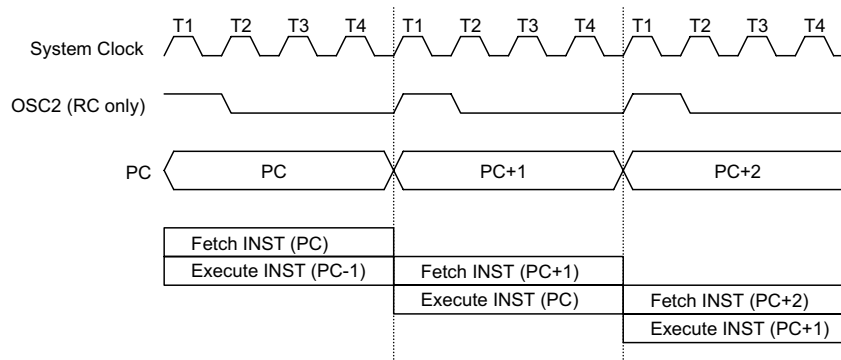 T1 T2 T3 T4 T1 T2 T3 T4 T1 T2 T3 T4
System Clock
OSC2 (RC only)
PC PC PC+1 PC+2
Fetch INST (PC)
Execute INST (PC-1) Fetch INST (PC+1)
Execute INST (PC) Fetch INST (PC+2)
Execute INST (PC+1)